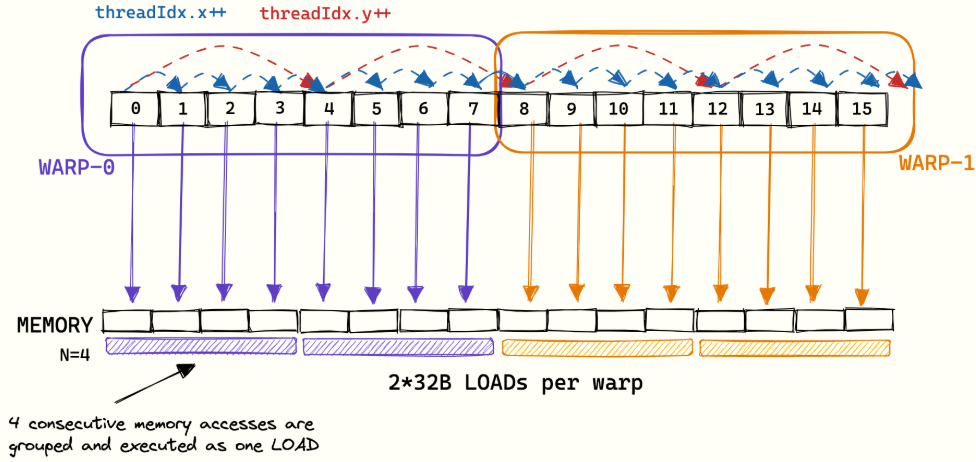 threadIdx.x++ threadIdx.y++
0 1 2 3 4 5 6 7 8 9 10 11 12 13 14 15
WARP-0 WARP-1
MEMORY
N=4
2*32B LOADs per warp
4 consecutive memory accesses are
grouped and executed as one LOAD